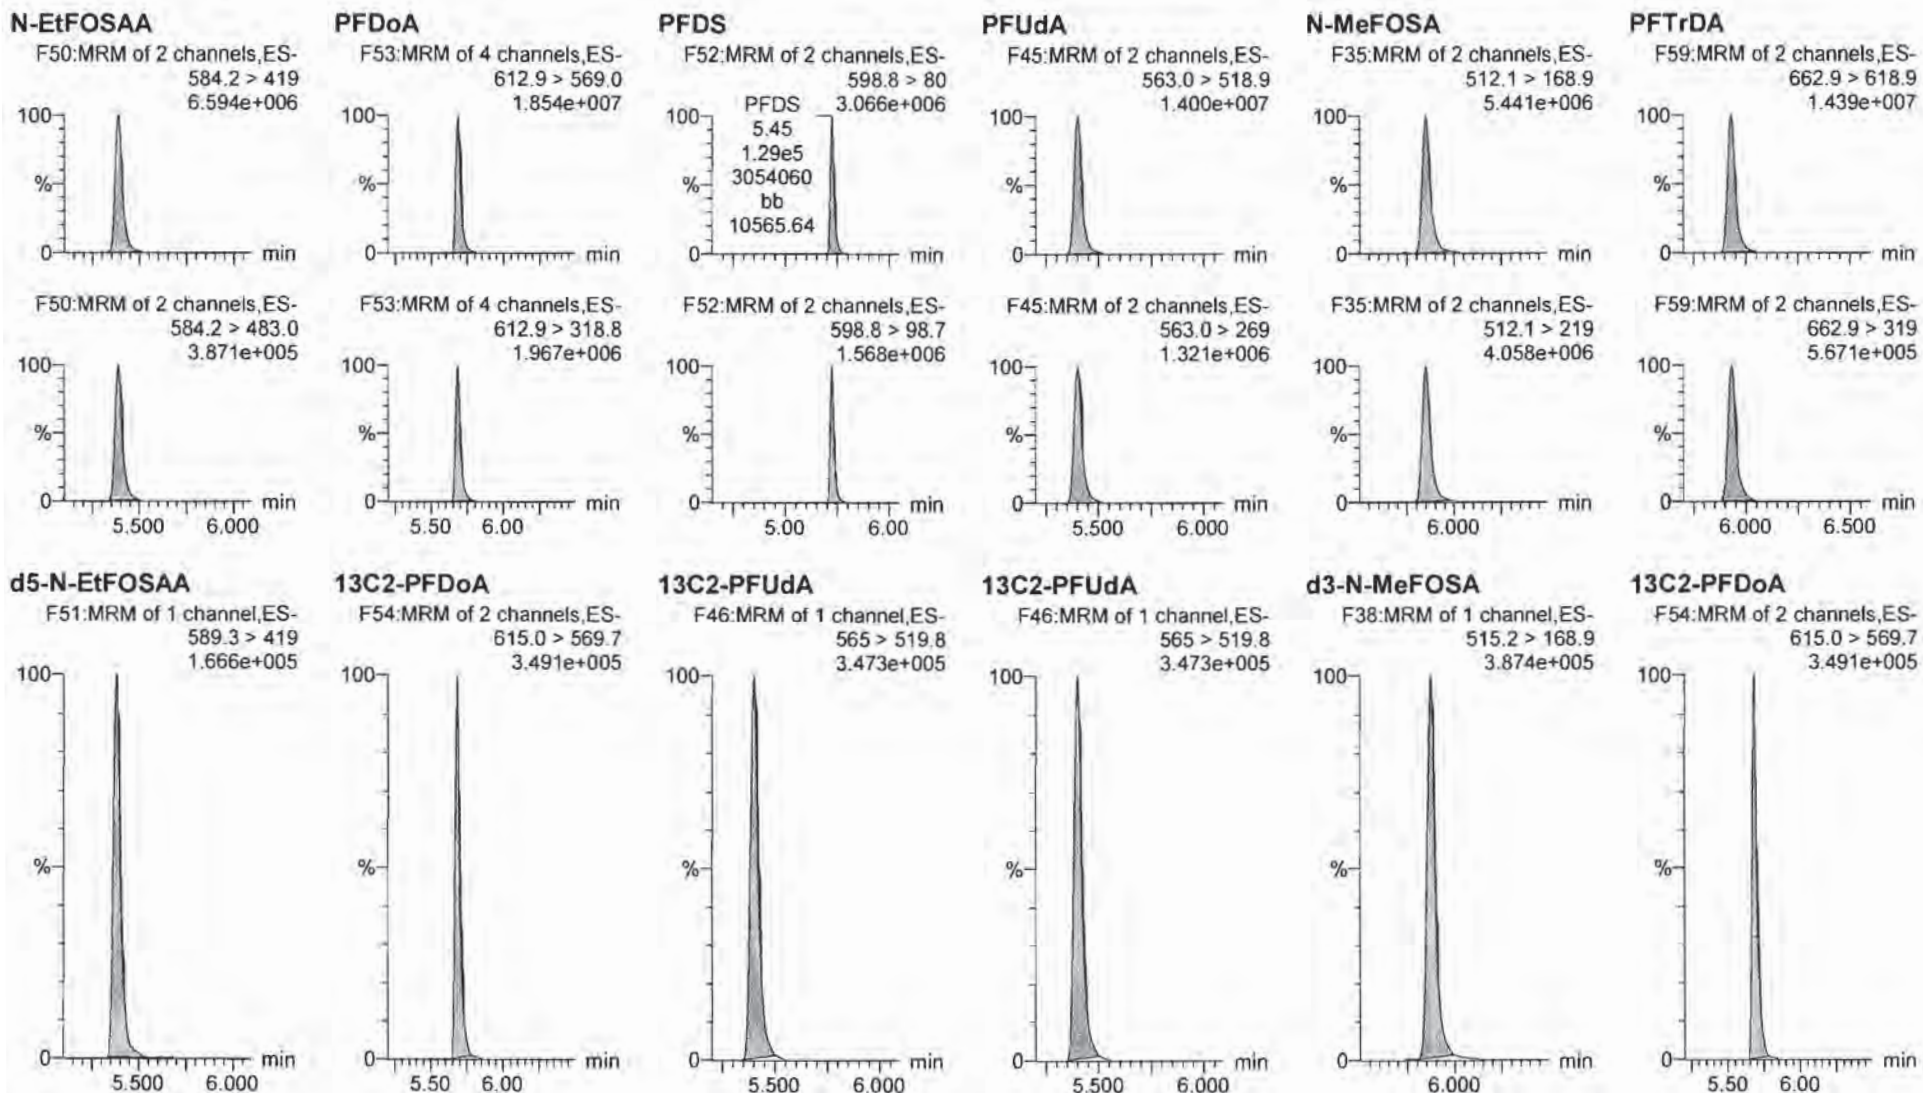 N-EtFOSAA
F50:MRM of 2 channels,ES-
584.2 > 419
6.594e+006
100
%
0
min
F50:MRM of 2 channels,ES-
584.2 > 483.0
3.871e+005
100
%
0
min
5.500 6.000
d5-N-EtFOSAA
F51:MRM of 1 channel,ES-
589.3 > 419
1.666e+005
100
%
0
min
5.500 6.000
PFDoA
F53:MRM of 4 channels,ES-
612.9 > 569.0
1.854e+007
100
%
0
min
F53:MRM of 4 channels,ES-
612.9 > 318.8
1.967e+006
100
%
0
min
5.50 6.00
13C2-PFDoA
F54:MRM of 2 channels,ES-
615.0 > 569.7
3.491e+005
100
%
0
min
5.50 6.00
PFDS
F52:MRM of 2 channels,ES-
598.8 > 80
3.066e+006
PFDS
5.45
1.29e5
3054060
bb
10565.64
100
%
0
min
F52:MRM of 2 channels,ES-
598.8 > 98.7
1.568e+006
100
%
0
min
5.00 6.00
13C2-PFUdA
F46:MRM of 1 channel,ES-
565 > 519.8
3.473e+005
100
%
0
min
5.500 6.000
PFUdA
F45:MRM of 2 channels,ES-
563.0 > 518.9
1.400e+007
100
%
0
min
F45:MRM of 2 channels,ES-
563.0 > 269
1.321e+006
100
%
0
min
5.500 6.000
13C2-PFUdA
F46:MRM of 1 channel,ES-
565 > 519.8
3.473e+005
100
%
0
min
5.500 6.000
N-MeFOSA
F35:MRM of 2 channels,ES-
512.1 > 168.9
5.441e+006
100
%
0
min
F35:MRM of 2 channels,ES-
512.1 > 219
4.058e+006
100
%
0
min
6.000
d3-N-MeFOSA
F38:MRM of 1 channel,ES-
515.2 > 168.9
3.874e+005
100
%
0
min
6.000
PFTrDA
F59:MRM of 2 channels,ES-
662.9 > 618.9
1.439e+007
100
%
0
min
F59:MRM of 2 channels,ES-
662.9 > 319
5.671e+005
100
%
0
min
6.000 6.500
13C2-PFDoA
F54:MRM of 2 channels,ES-
615.0 > 569.7
3.491e+005
100
%
0
min
5.50 6.00